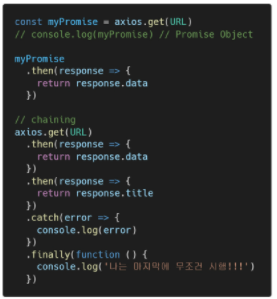 const myPromise = axios.get(URL)
// console.log(myPromise) // Promise Object
myPromise
.then(response => {
return response.data
})
// chaining
axios.get(URL)
.then(response => {
return response.data
})
.then(response => {
return response.title
})
.catch(error => {
console.log(error)
})
.finally(function () {
console.log('나는 마지막에 무조건 시행!!!')
})